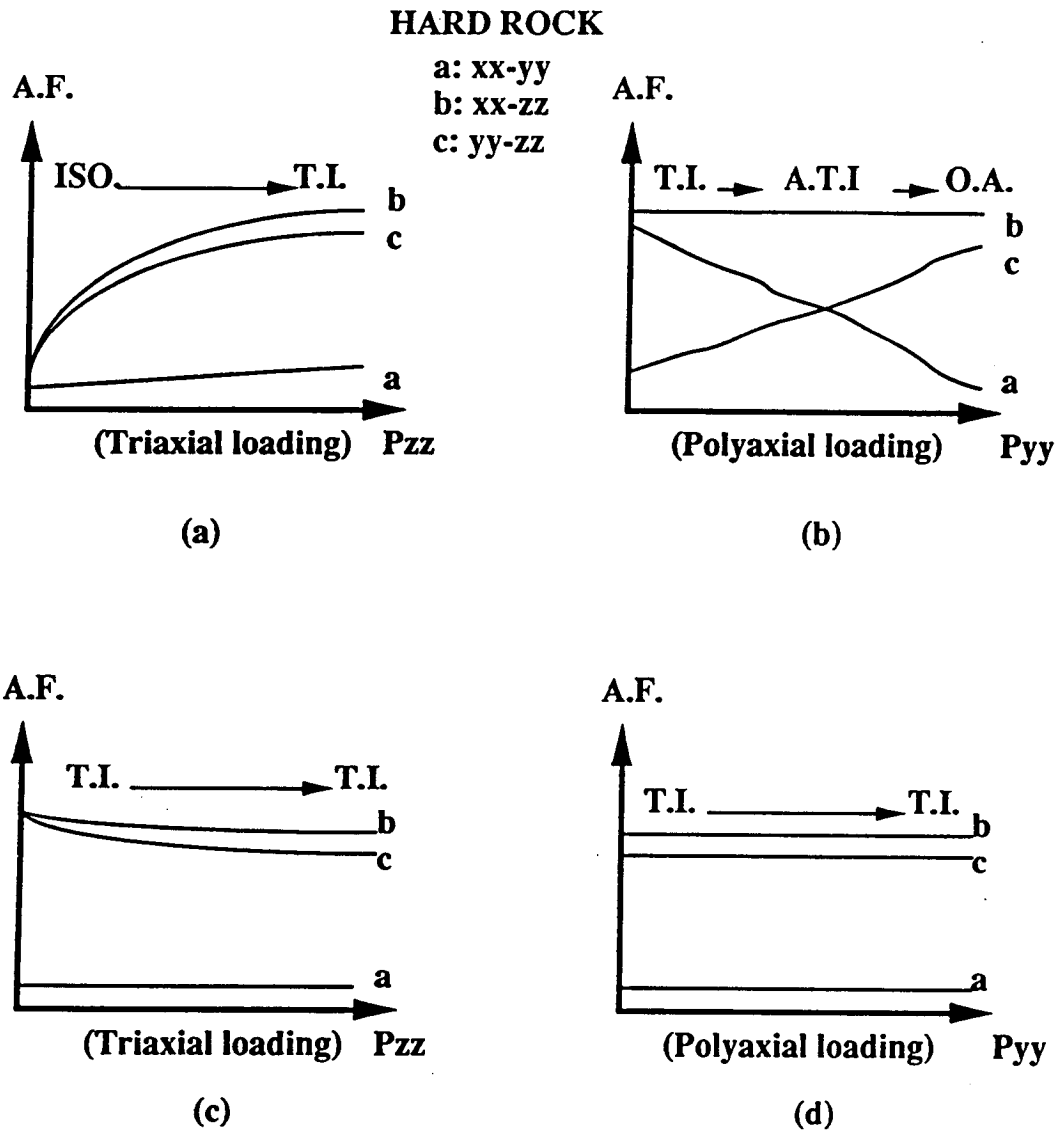 HARD ROCK
a: xx-yy
b: xx-zz
c: yy-zz
A.F.
ISO. T.I.
b
c
a
(Triaxial loading) Pzz
(a)
A.F.
T.I. A.T.I O.A.
b
c
a
(Polyaxial loading) Pyy
(b)
A.F.
T.I. T.I.
b
c
a
(Triaxial loading) Pzz
(c)
A.F.
T.I. T.I.
b
c
a
(Polyaxial loading) Pyy
(d)